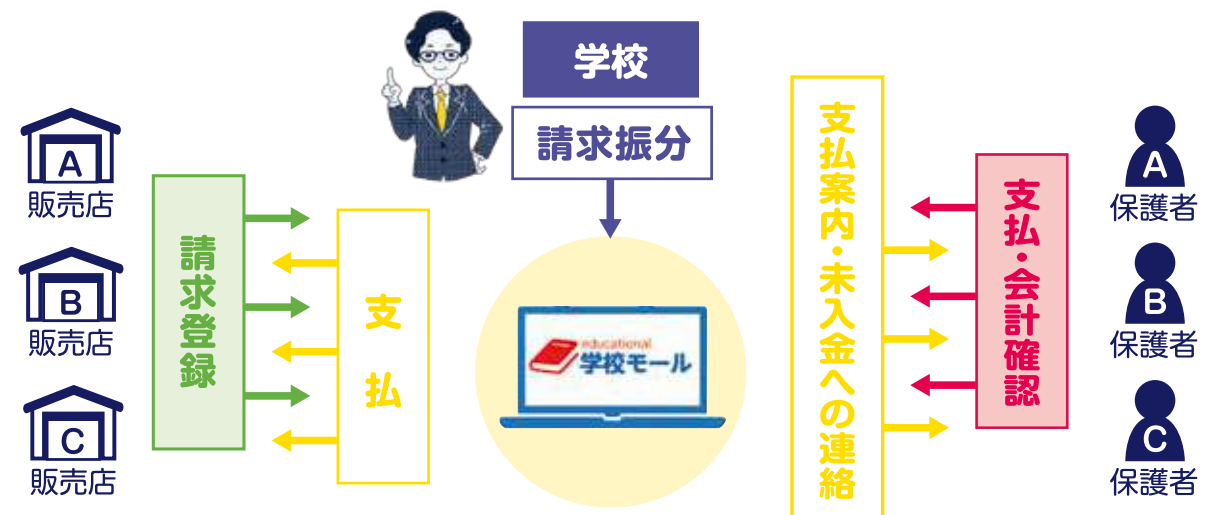 学校
請求振分
A
販売店
B
販売店
C
販売店
請求登録
支払
educational
学校モール
支払案内・未入金への連絡
支払・会計確認
A
保護者
B
保護者
C
保護者